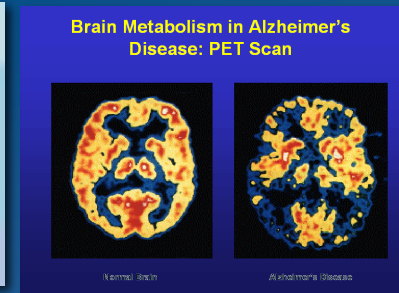 Brain Metabolism in Alzheimer's
Disease: PET Scan
Normal Brain
Alzheimer's Disease